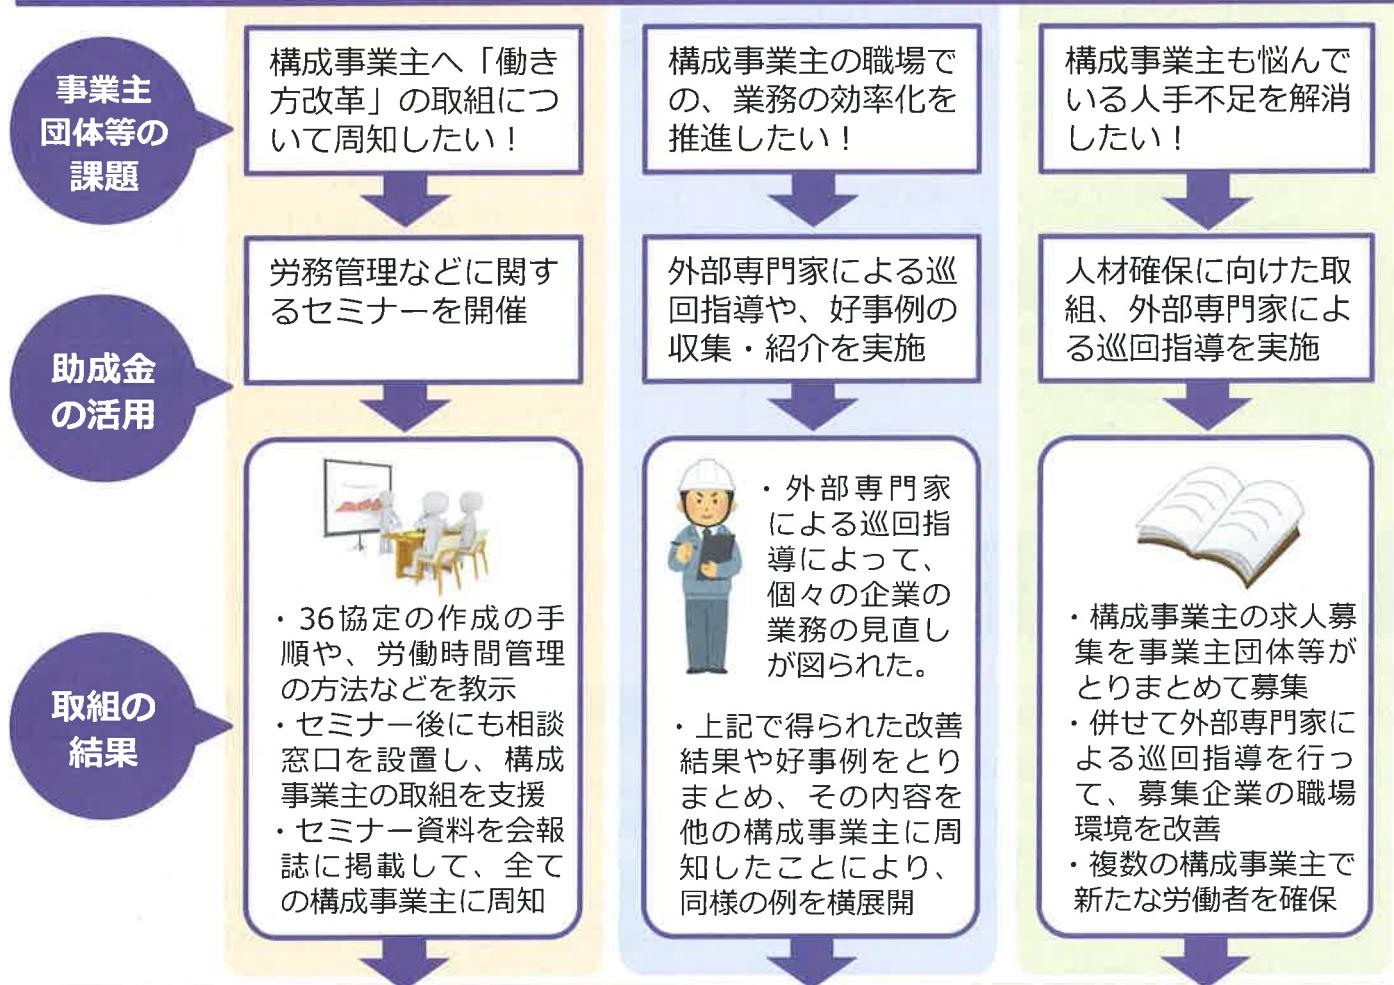 事業主
団体等の
課題
構成事業主へ「働き
方改革」の取組につ
いて周知したい！
構成事業主の職場で
の、業務の効率化を
推進したい！
構成事業主も悩んで
いる人手不足を解消
したい！
助成金
の活用
労務管理などに関す
るセミナーを開催
外部専門家による巡
回指導や、好事例の
収集・紹介を実施
人材確保に向けた取
組、外部専門家によ
る巡回指導を実施
取組の
結果
・36協定の作成の手
順や、労働時間管理
の方法などを教示
・セミナー後にも相談
窓口を設置し、構成
事業主の取組を支援
・セミナー資料を会報
誌に掲載して、全て
の構成事業主に周知
・外部専門家
による巡回指
導によって、
個々の企業の
業務の見直し
が図られた。
・上記で得られた改善
結果や好事例をとり
まとめ、その内容を
他の構成事業主に周
知したことにより、
同様の例を横展開
・構成事業主の求人募
集を事業主団体等が
とりまとめて募集
・併せて外部専門家に
よる巡回指導を行っ
て、募集企業の職場
環境を改善
・複数の構成事業主で
新たな労働者を確保